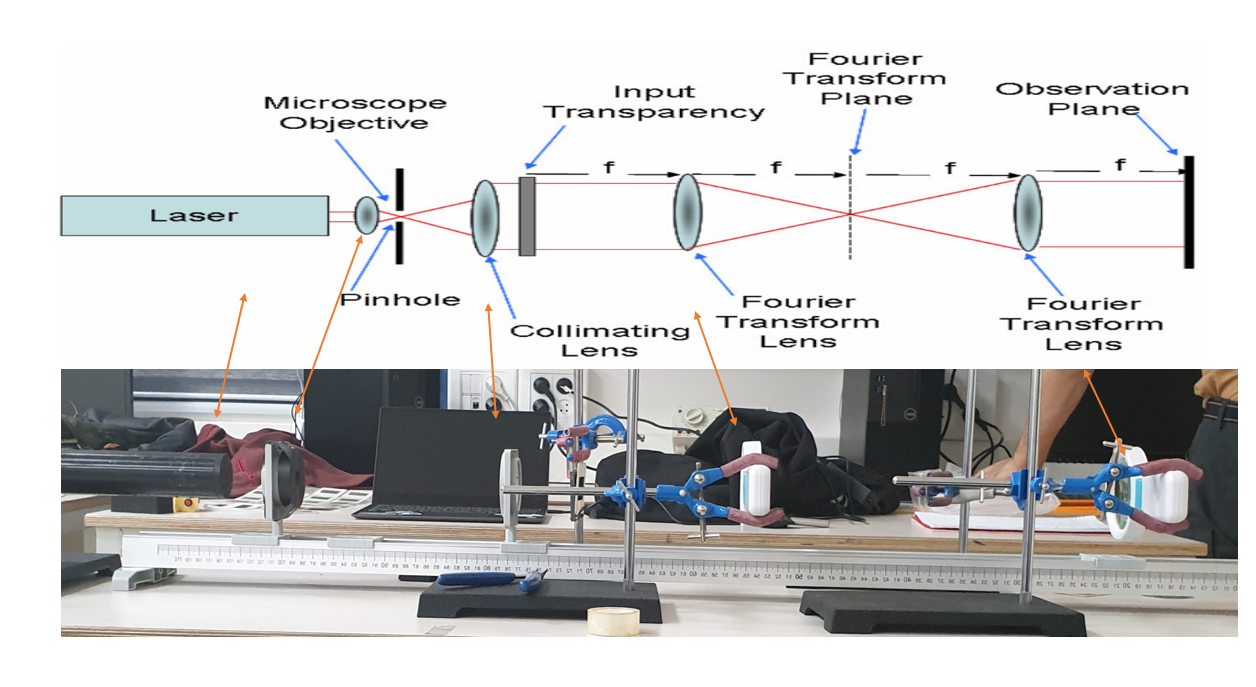 Fourier
Transform
Plane
Input
Transparency
Observation
Plane
Microscope
Objective
f
f
f
f
Laser
Pinhole
Collimating
Lens
Fourier
Transform
Lens
Fourier
Transform
Lens